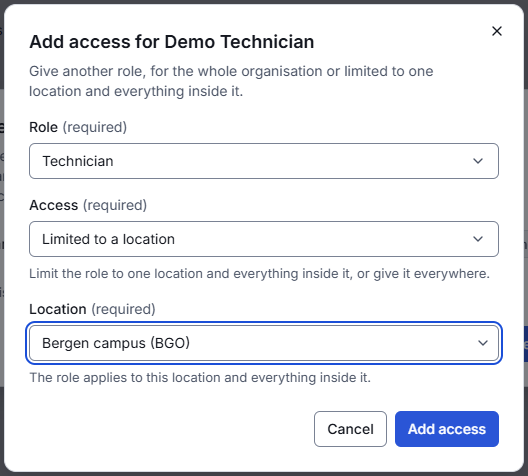 Add access for Demo Technician
Give another role, for the whole organisation or limited to one
location and everything inside it.
Role (required)
Technician
Access (required)
Limited to a location
Limit the role to one location and everything inside it, or give it everywhere.
Location (required)
Bergen campus (BGO)
The role applies to this location and everything inside it.
Cancel
Add access